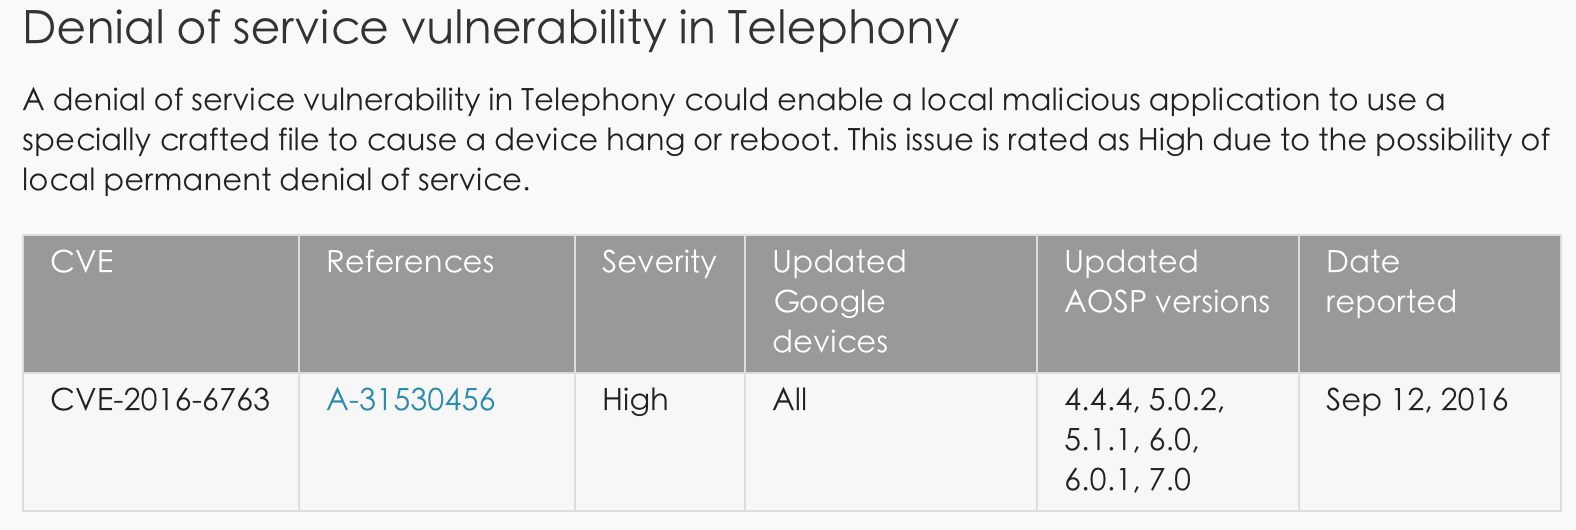 Denial of service vulnerability in Telephony
A denial of service vulnerability in Telephony could enable a local malicious application to use a
specially crafted file to cause a device hang or reboot. This issue is rated as High due to the possibility of
local permanent denial of service.
CVE
References
Severity
Updated
Google
devices
Updated
AOSP versions
Date
reported
CVE-2016-6763
A-31530456
High
All
4.4.4, 5.0.2,
5.1.1, 6.0,
6.0.1, 7.0
Sep 12, 2016